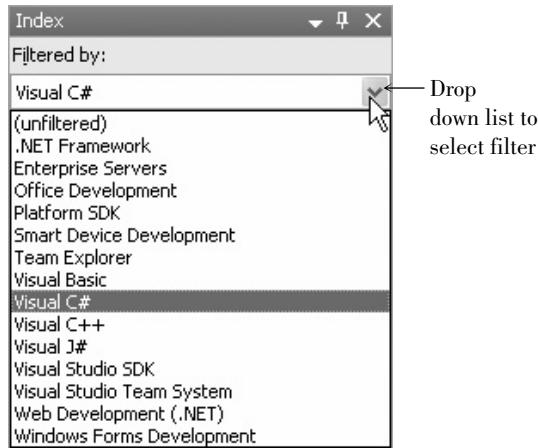 Index
Filtered by:
Visual C#
Drop
down list to
select filter
(unfiltered)
.NET Framework
Enterprise Servers
Office Development
Platform SDK
Smart Device Development
Team Explorer
Visual Basic
Visual C#
Visual C++
Visual J#
Visual Studio SDK
Visual Studio Team System
Web Development (.NET)
Windows Forms Development